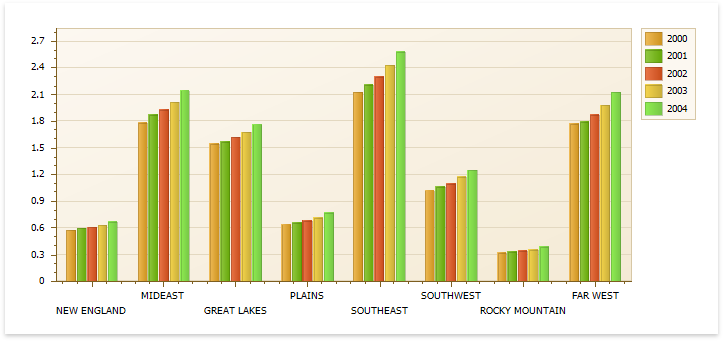 2.7
2.4
2.1
1.8
1.5
1.2
0.9
0.6
0.3
0
NEW ENGLAND
MIDEAST
GREAT LAKES
PLAINS
SOUTHEAST
SOUTHWEST
ROCKY MOUNTAIN
FAR WEST
2000
2001
2002
2003
2004